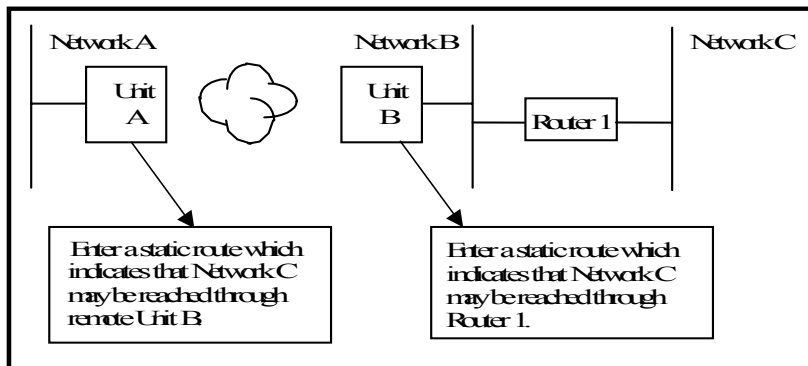 Network A
Network B
Network C
Unit
A
Unit
B
Router 1
Enter a static route which
indicates that Network C
may be reached through
remote Unit B.
Enter a static route which
indicates that Network C
may be reached through
Router 1.